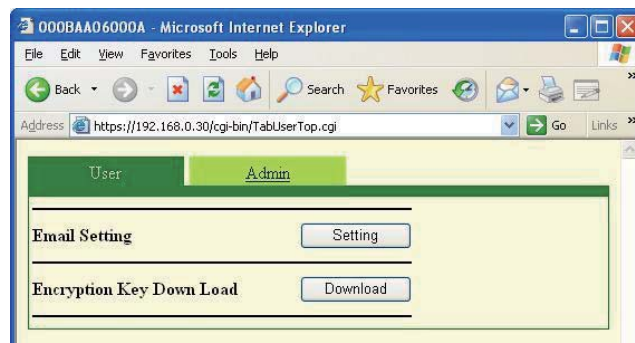 000BAA06000A - Microsoft Internet Explorer
File Edit View Favorites Tools Help
Back Search Favorites »
Address https://192.168.0.30/cgi-bin/TabUserTop.cgi Go Links »
User Admin
Email Setting Setting
Encryption Key Down Load Download